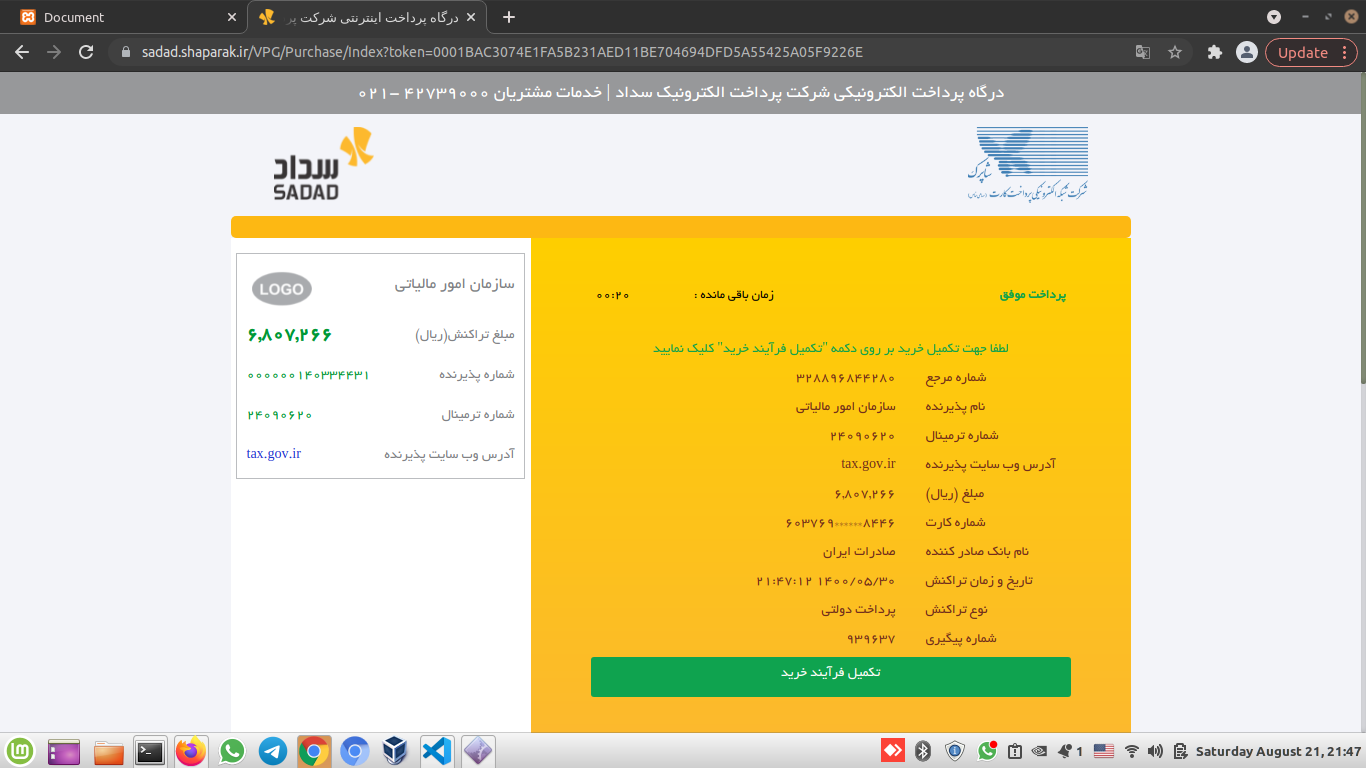 Document
درگاه پرداخت اینترنتی شرکت پر
Update
sadad.shaparak.ir/VPG/Purchase/Index?token=0001BAC3074E1FA5B231AED11BE704694DFD5A55425A05F9226E
درگاه پرداخت الکترونیکی شرکت پرداخت الکترونیک سداد | خدمات مشتریان ۴۲۷۳۹۰۰۰ -۰۲۱
شاپرک
شرکت شبکه الکترونیکی پرداخت کارت
سداد
SADAD
پرداخت موفق
زمان باقی مانده : ۰۰:۲۰
لطفا جهت تکمیل خرید بر روی دکمه "تکمیل فرآیند خرید" کلیک نمایید
شماره مرجع ۳۲۸۸۹۶۸۴۴۲۸۰
نام پذیرنده سازمان امور مالیاتی
شماره ترمینال ۲۴۰۹۰۶۲۰
آدرس وب سایت پذیرنده tax.gov.ir
مبلغ (ریال) ۶,۸۰۷,۲۶۶
شماره کارت ۶۰۳۷۶۹******۸۴۴۶
نام بانک صادر کننده صادرات ایران
تاریخ و زمان تراکنش ۱۴۰۰/۰۵/۳۰ ۲۱:۴۷:۱۲
نوع تراکنش پرداخت دولتی
شماره پیگیری ۹۳۹۶۳۷
تکمیل فرآیند خرید
سازمان امور مالیاتی
LOGO
مبلغ تراکنش(ریال) ۶,۸۰۷,۲۶۶
شماره پذیرنده ۰۰۰۰۰۰۱۴۰۳۳۴۴۳۱
شماره ترمینال ۲۴۰۹۰۶۲۰
آدرس وب سایت پذیرنده tax.gov.ir
1
Saturday August 21, 21:47